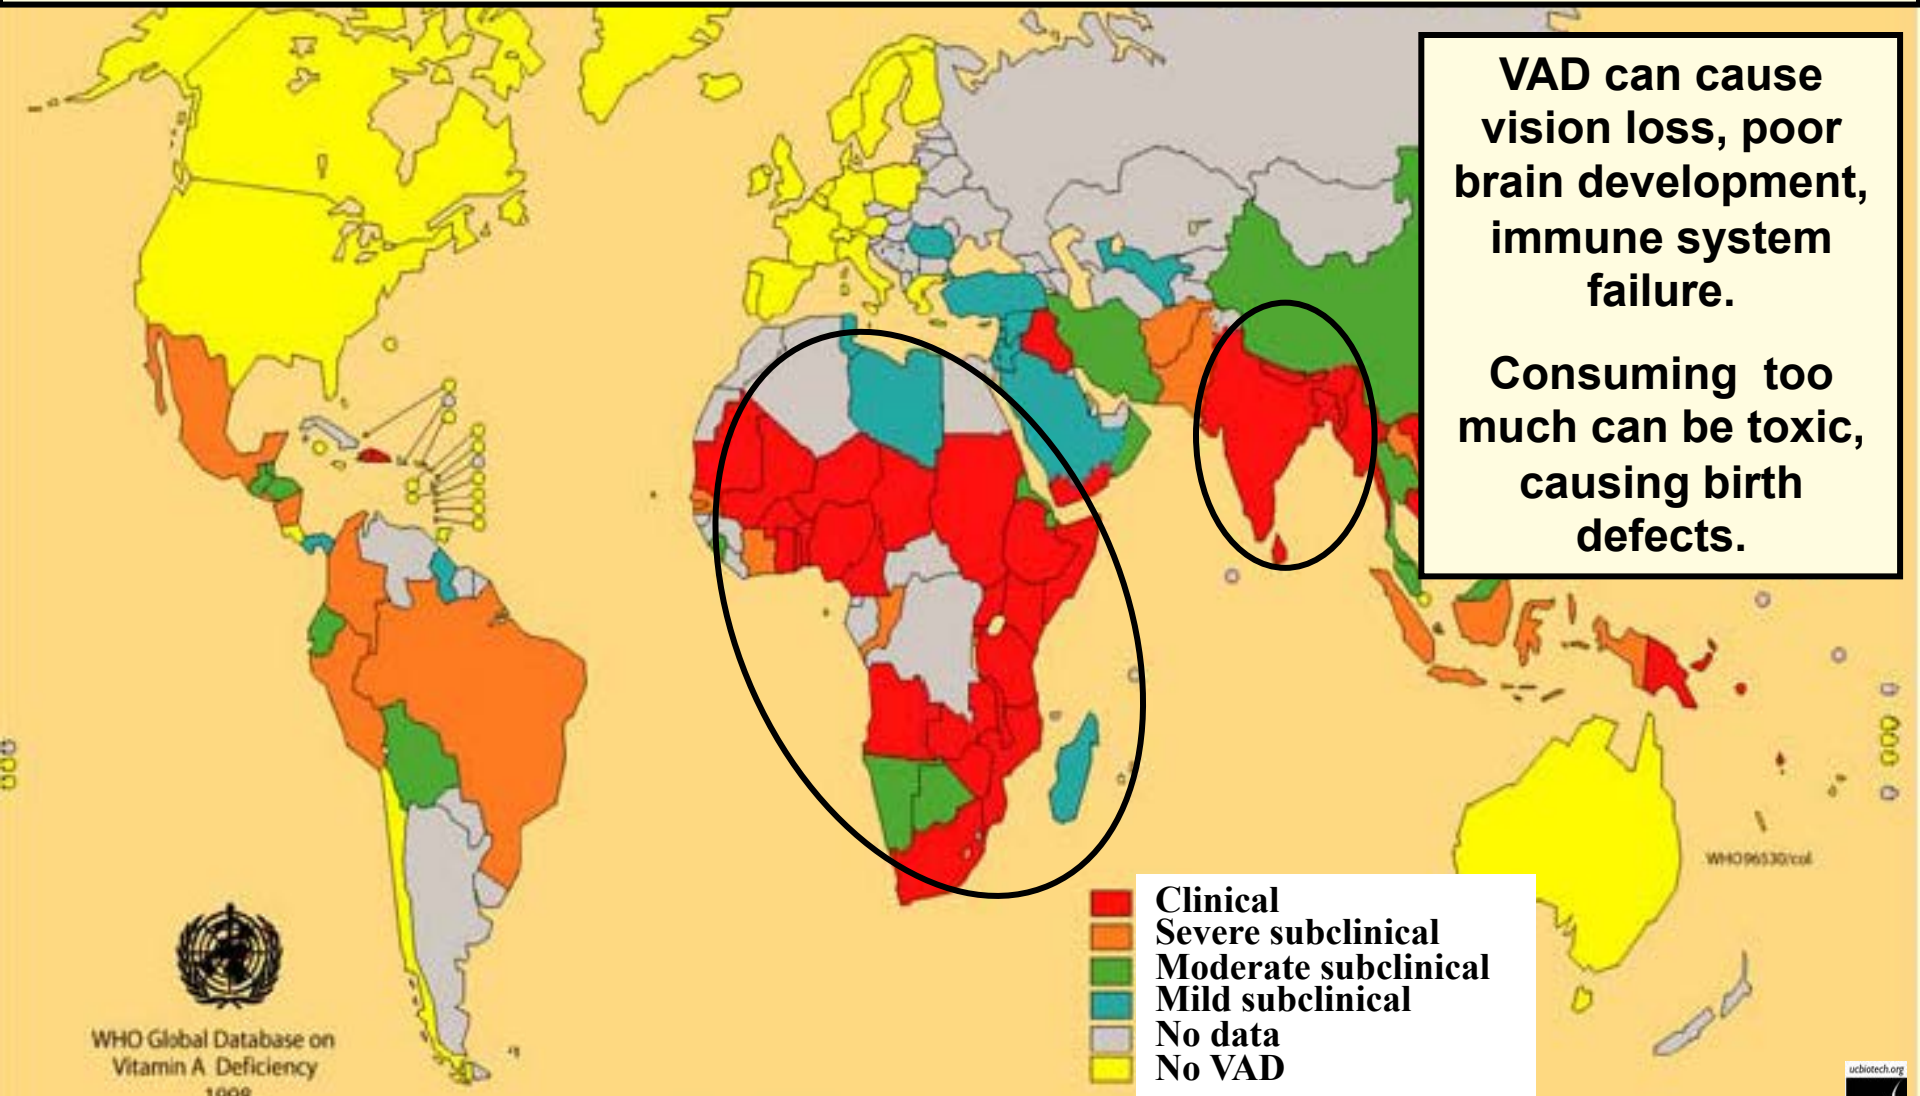 VAD can cause
vision loss, poor
brain development,
immune system
failure.
Consuming too
much can be toxic,
causing birth
defects.
WHO96530/col
Clinical
Severe subclinical
Moderate subclinical
Mild subclinical
No data
No VAD
WHO Global Database on
Vitamin A Deficiency
1998
ucbiotech.org